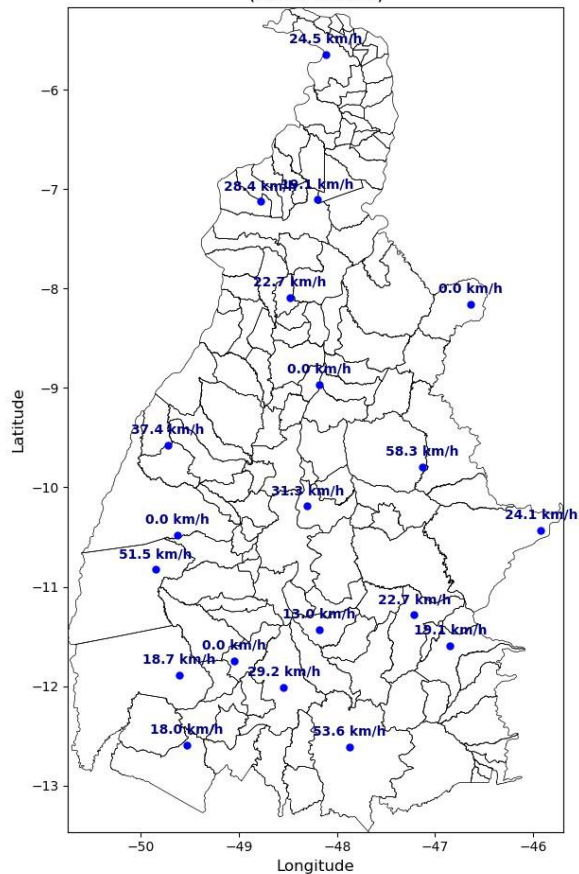 24.5 km/h
−6
28.4 km/h
19.1 km/h
−7
22.7 km/h
0.0 km/h
−8
0.0 km/h
−9
37.4 km/h
58.3 km/h
Latitude
−10
31.3 km/h
24.1 km/h
0.0 km/h
51.5 km/h
−11
22.7 km/h
13.0 km/h
19.1 km/h
0.0 km/h
18.7 km/h
29.2 km/h
−12
18.0 km/h
53.6 km/h
−13
−50 −49 −48 −47 −46
Longitude